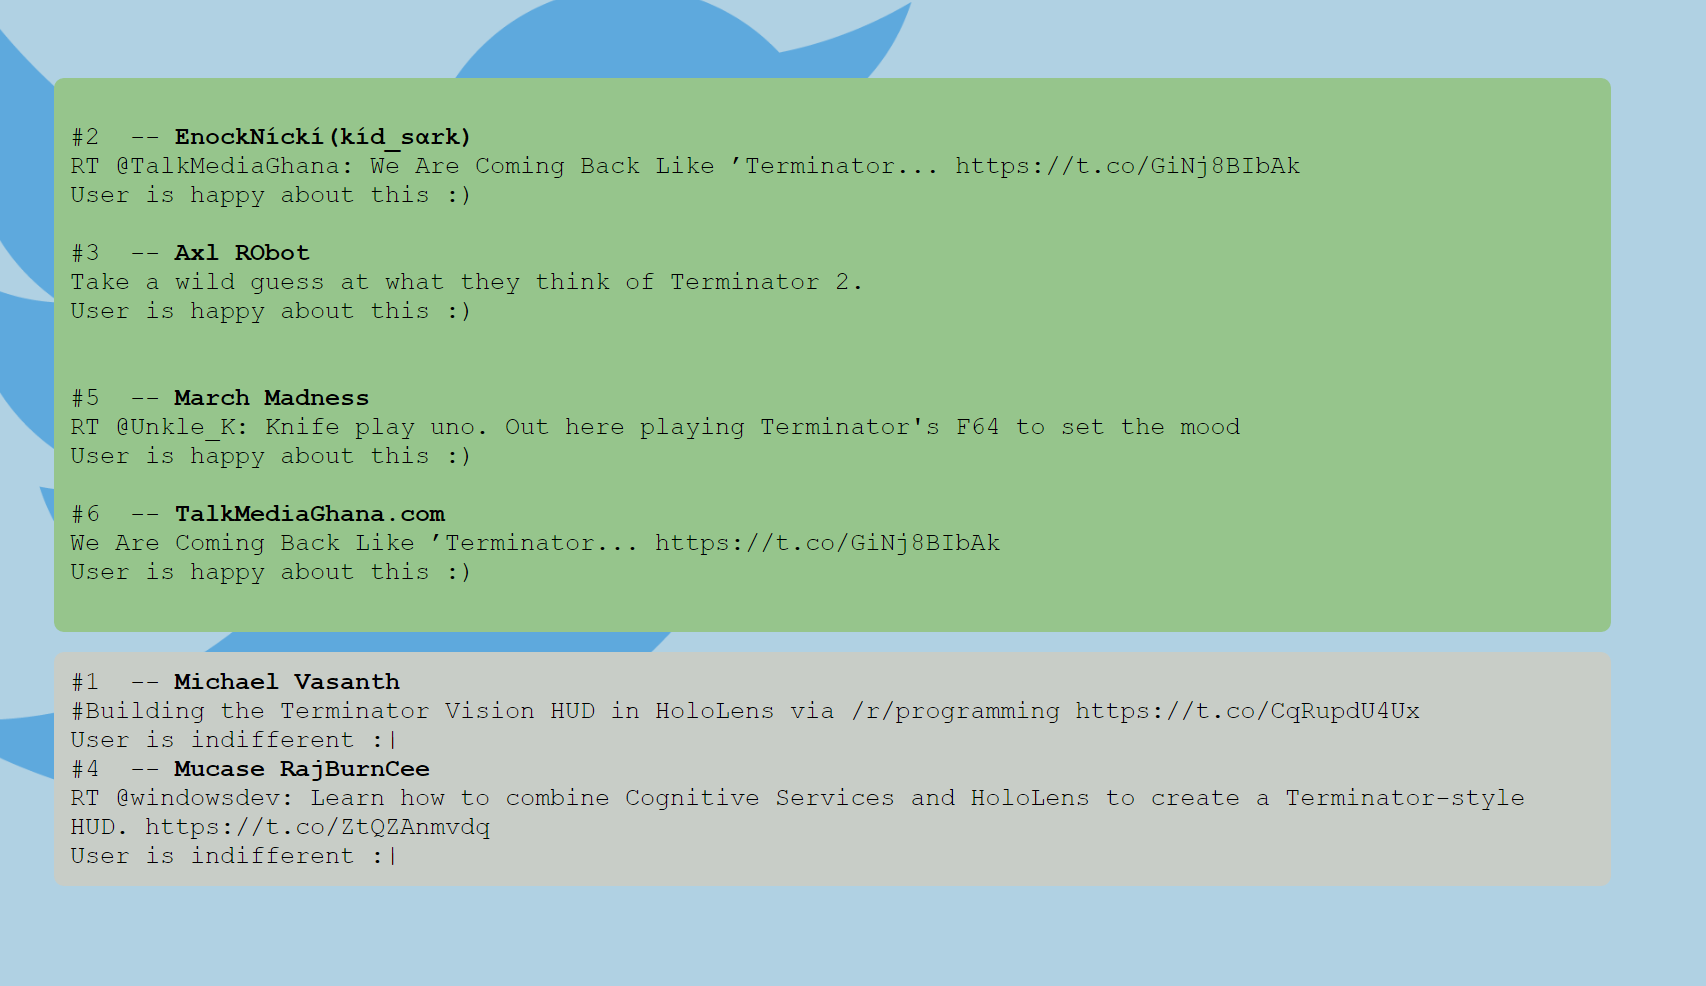 #2  -- EnockNíckí(kíd_sαrk)
RT @TalkMediaGhana: We Are Coming Back Like ’Terminator... https://t.co/GiNj8BIbAk
User is happy about this :)
#3  -- Axl RObot
Take a wild guess at what they think of Terminator 2.
User is happy about this :)
#5  -- March Madness
RT @Unkle_K: Knife play uno. Out here playing Terminator's F64 to set the mood
User is happy about this :)
#6  -- TalkMediaGhana.com
We Are Coming Back Like ’Terminator... https://t.co/GiNj8BIbAk
User is happy about this :)
#1  -- Michael Vasanth
#Building the Terminator Vision HUD in HoloLens via /r/programming https://t.co/CqRupdU4Ux
User is indifferent :|
#4  -- Mucase RajBurnCee
RT @windowsdev: Learn how to combine Cognitive Services and HoloLens to create a Terminator-style
HUD. https://t.co/ZtQZAnmvdq
User is indifferent :|